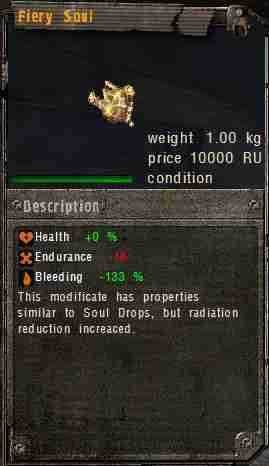 Fiery Soul
weight 1.00 kg
price 10000 RU
condition
Description
Health +0 %
Endurance
Bleeding -133 %
This modificate has properties
similar to Soul Drops, but radiation
reduction increaced.